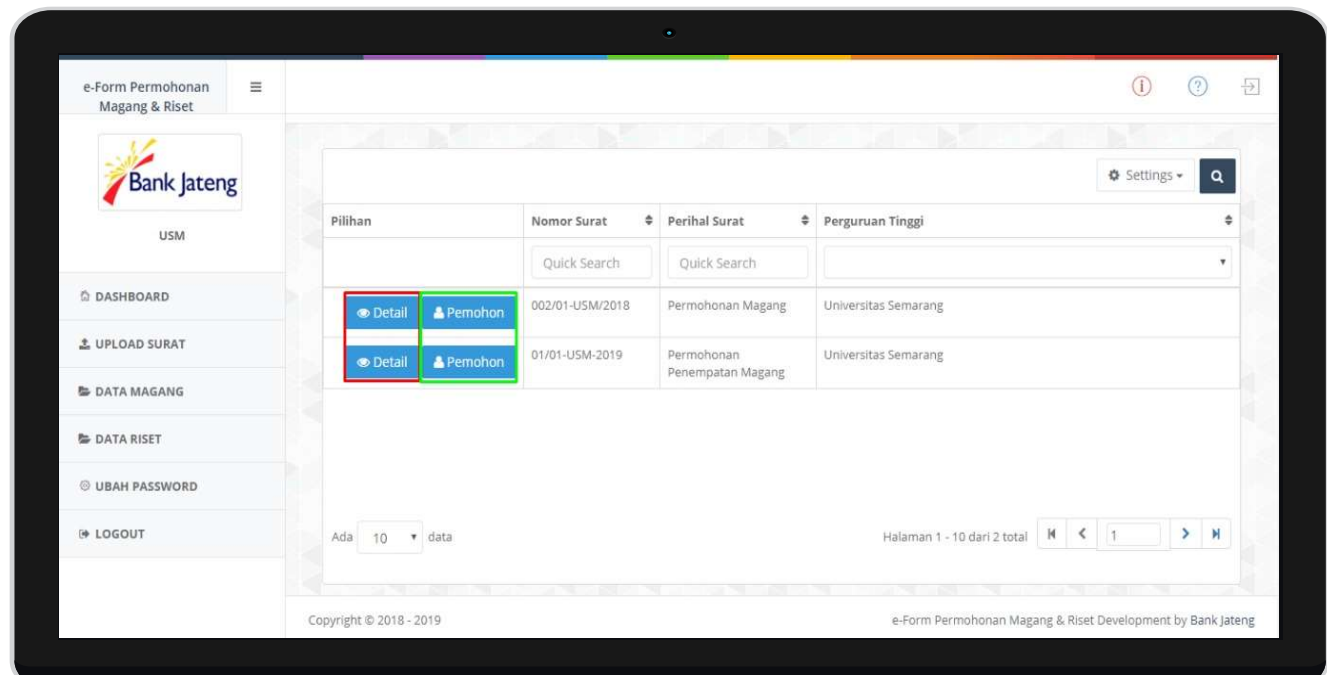 e-Form Permohonan
Magang & Riset
Bank Jateng
USM
DASHBOARD
UPLOAD SURAT
DATA MAGANG
DATA RISET
UBAH PASSWORD
LOGOUT
Settings
Pilihan Nomor Surat Perihal Surat Perguruan Tinggi
Quick Search Quick Search
Detail Pemohon 002/01-USM/2018 Permohonan Magang Universitas Semarang
Detail Pemohon 01/01-USM-2019 Permohonan Universitas Semarang
Penempatan Magang
Ada 10 data Halaman 1 - 10 dari 2 total 1
Copyright © 2018 - 2019 e-Form Permohonan Magang & Riset Development by Bank Jateng